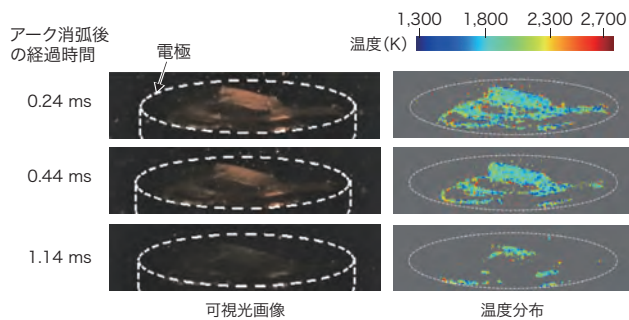 アーク消弧後
の経過時間
電極
1,300 1,800 2,300 2,700
温度（K）
0.24 ms
0.44 ms
1.14 ms
可視光画像
温度分布